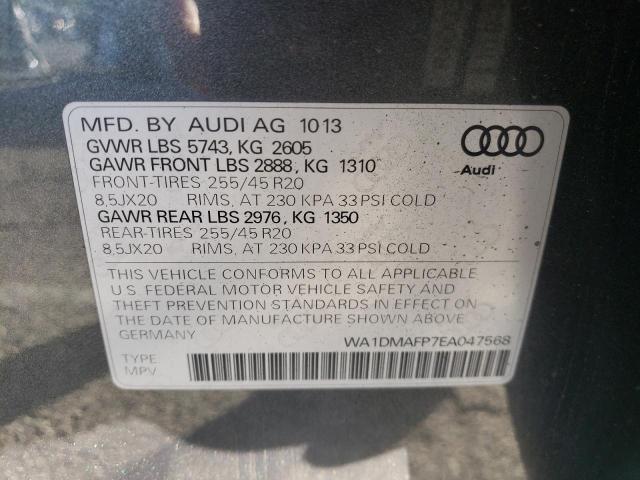 MFD. BY AUDI AG 10 13
GVWR LBS 5743, KG 2605
GAWR FRONT LBS 2888, KG 1310
FRONT-TIRES 255/45 R20
8,5JX20 RIMS, AT 230 KPA 33 PSI COLD
GAWR REAR LBS 2976, KG 1350
REAR-TIRES 255/45 R20
8,5JX20 RIMS, AT 230 KPA 33 PSI COLD
Audi
THIS VEHICLE CONFORMS TO ALL APPLICABLE
U.S. FEDERAL MOTOR VEHICLE SAFETY AND
THEFT PREVENTION STANDARDS IN EFFECT ON
THE DATE OF MANUFACTURE SHOWN ABOVE
GERMANY
WA1DMAFP7EA047568
TYPE
MPV